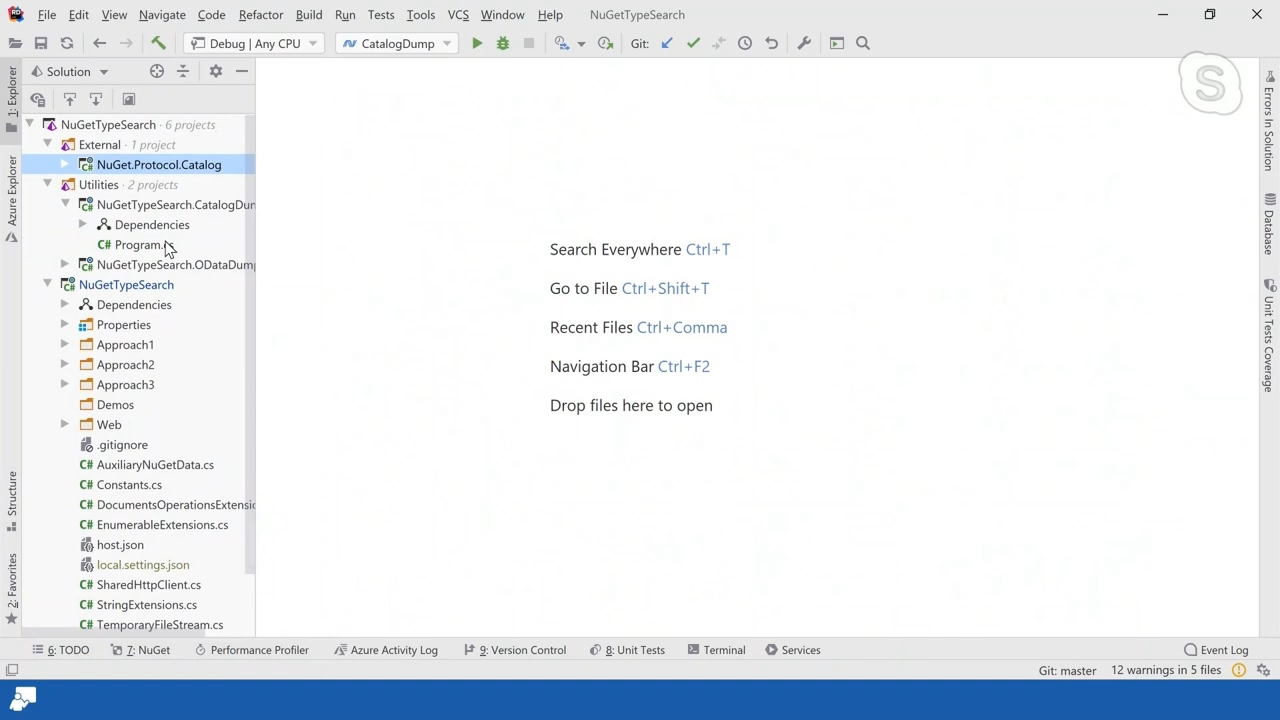 RD File Edit View Navigate Code Refactor Build Run Tests Tools VCS Window Help NuGetTypeSearch
Debug | Any CPU CatalogDump Git:
1: Explorer
Azure Explorer
Structure
2: Favorites
Solution
NuGetTypeSearch · 6 projects
External · 1 project
NuGet.Protocol.Catalog
Utilities · 2 projects
NuGetTypeSearch.CatalogDum
Dependencies
Program.cs
NuGetTypeSearch.ODataDump
NuGetTypeSearch
Dependencies
Properties
Approach1
Approach2
Approach3
Demos
Web
.gitignore
C# AuxiliaryNuGetData.cs
C# Constants.cs
C# DocumentsOperationsExtensio
C# EnumerableExtensions.cs
host.json
local.settings.json
C# SharedHttpClient.cs
C# StringExtensions.cs
C# TemporaryFileStream.cs
Search Everywhere Ctrl+T
Go to File Ctrl+Shift+T
Recent Files Ctrl+Comma
Navigation Bar Ctrl+F2
Drop files here to open
S
Errors In Solution
Database
Unit Tests Coverage
6: TODO 7: NuGet Performance Profiler Azure Activity Log 9: Version Control 8: Unit Tests Terminal Services Event Log
Git: master 12 warnings in 5 files